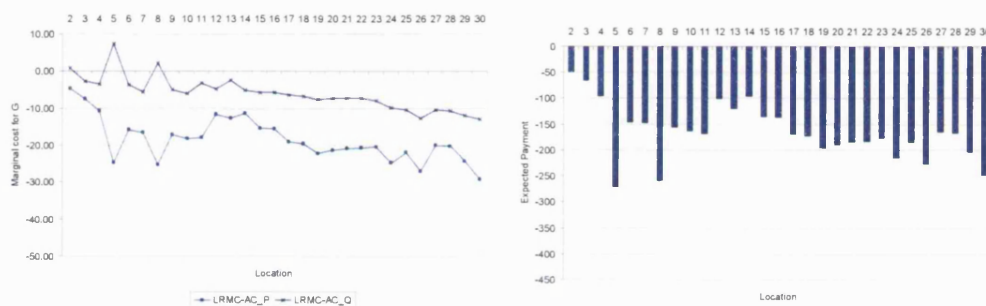 2 3 4 5 6 7 8 9 10 11 12 13 14 15 16 17 18 19 20 21 22 23 24 25 26 27 28 29 30
10.00
0.00
-10.00
-20.00
-30.00
-40.00
-50.00
Marginal cost for G
Location
LRMC-AC_P LRMC-AC_Q
2 3 4 5 6 7 8 9 10 11 12 13 14 15 16 17 18 19 20 21 22 23 24 25 26 27 28 29 30
0
-50
-100
-150
-200
-250
-300
-350
-400
-450
Expected Payment
Location